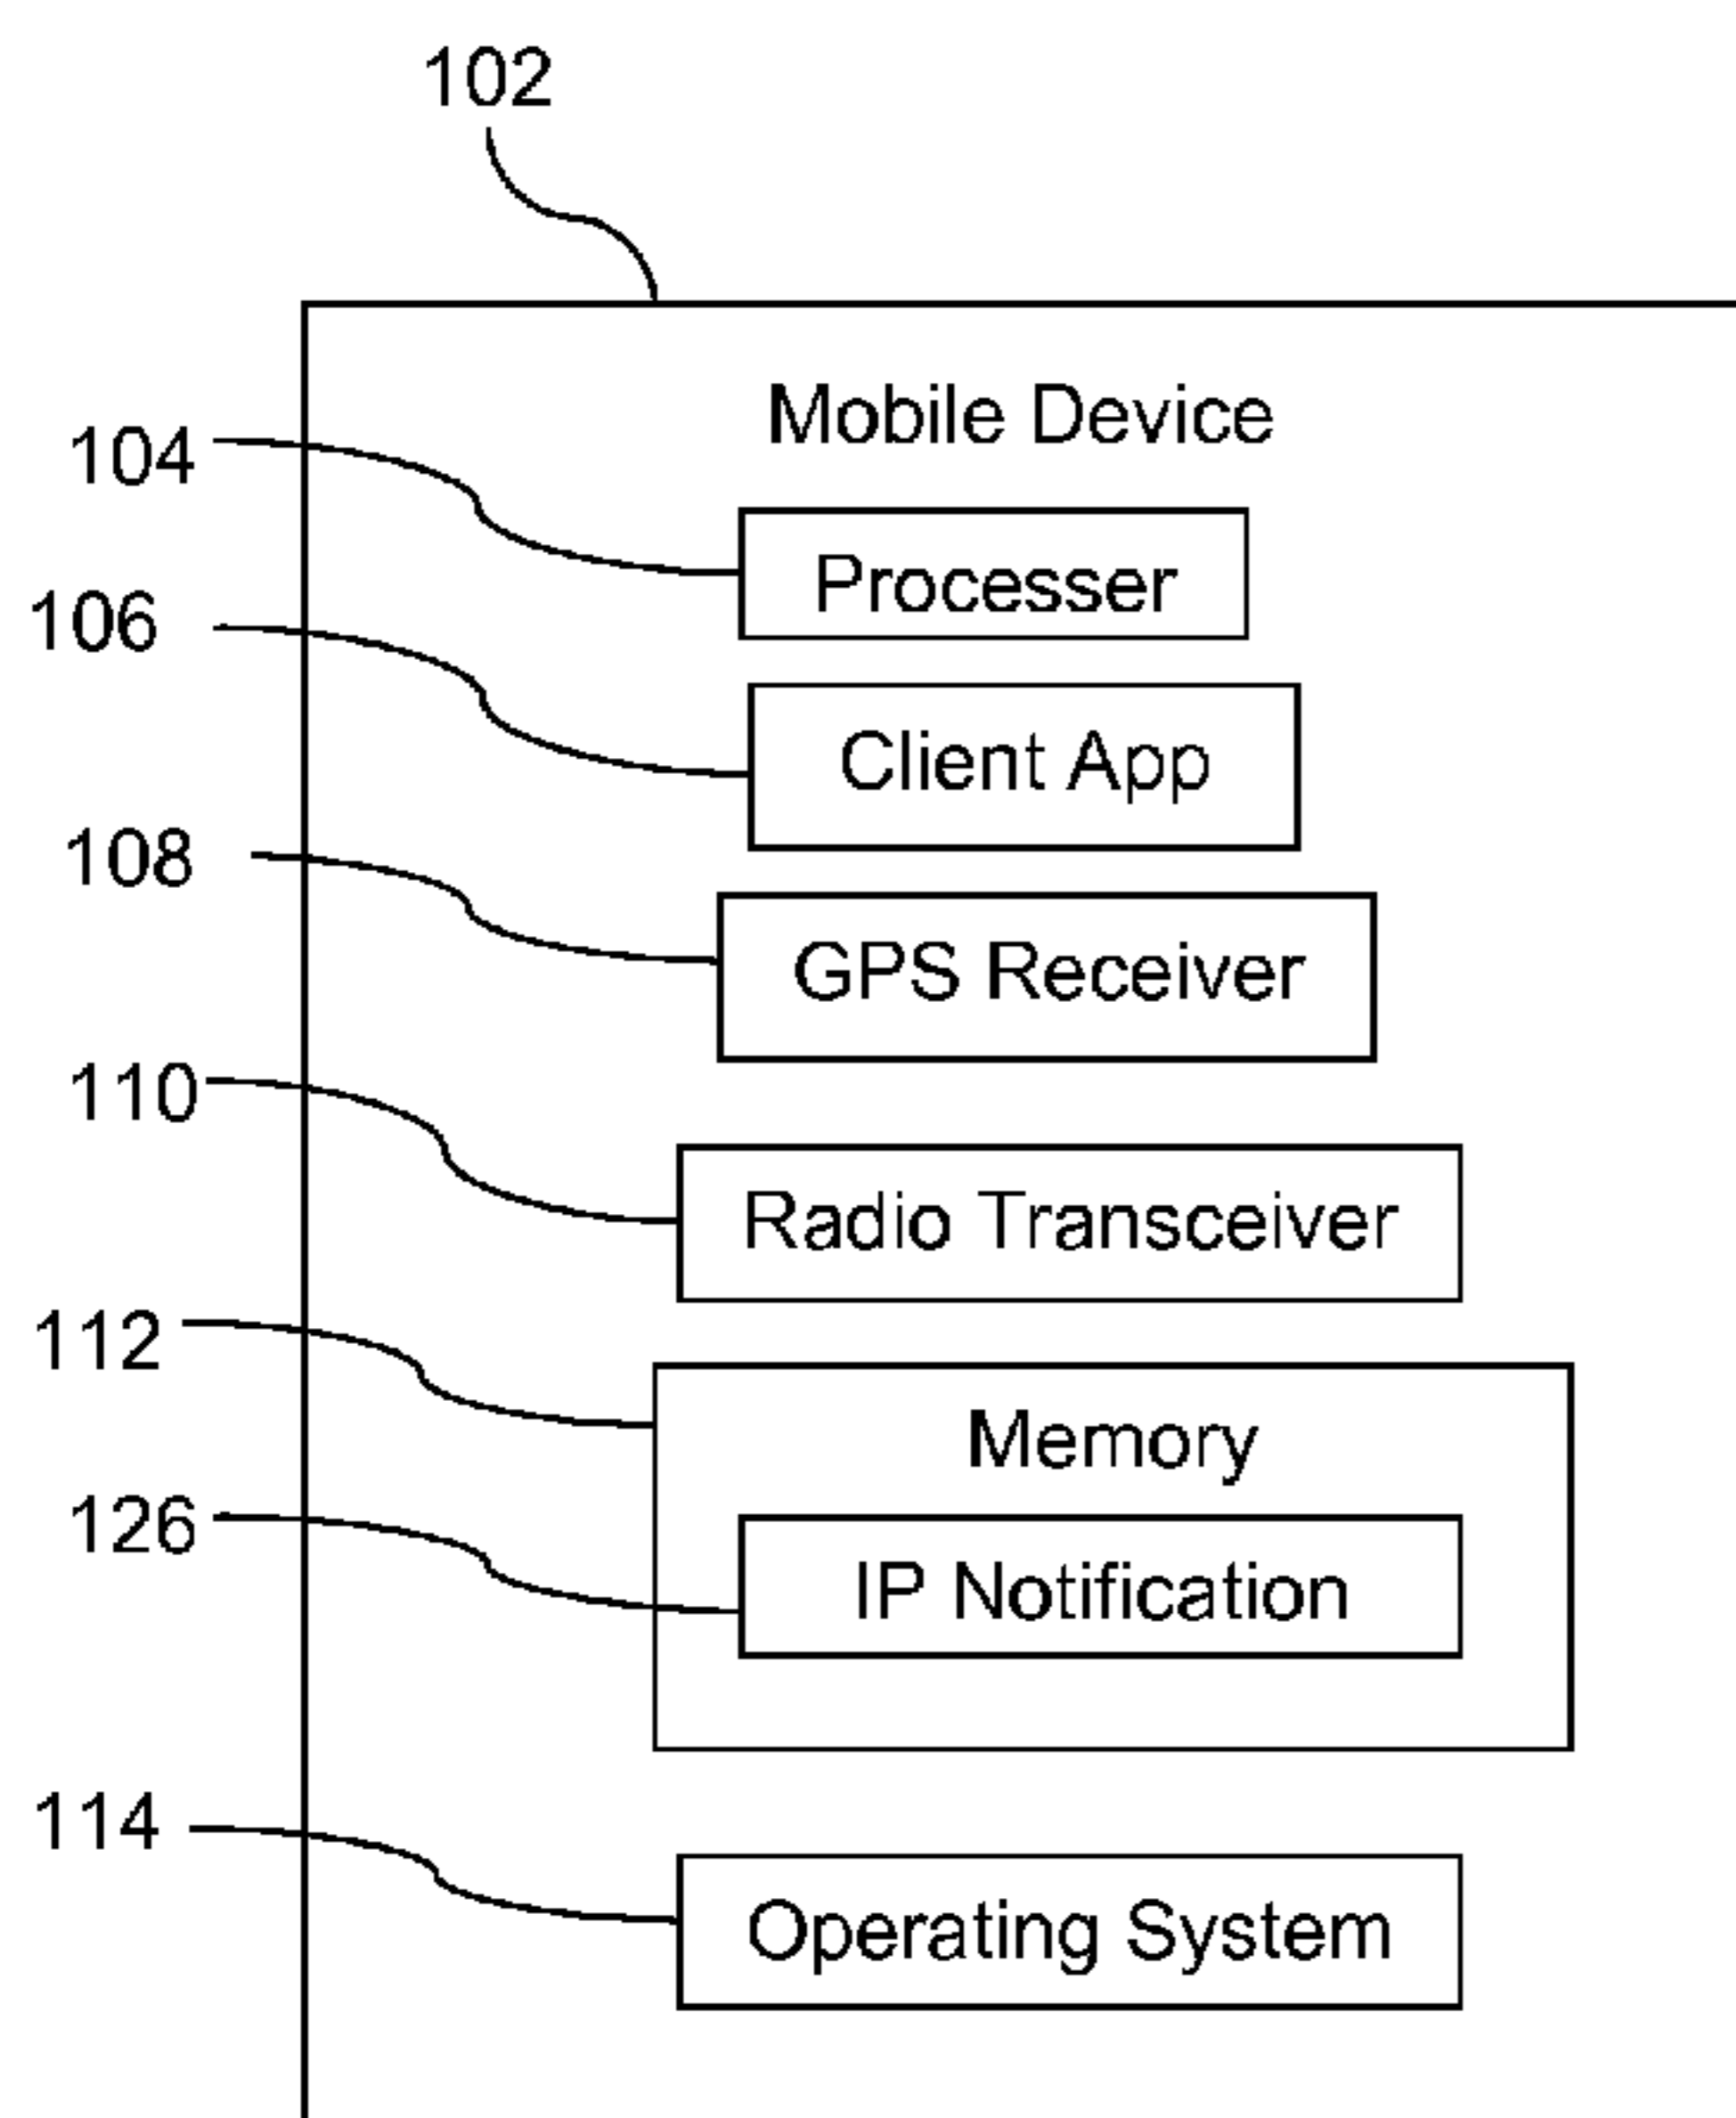 102
Mobile Device
104
Processer
106
Client App
108
GPS Receiver
110
Radio Transceiver
112
Memory
126
IP Notification
114
Operating System